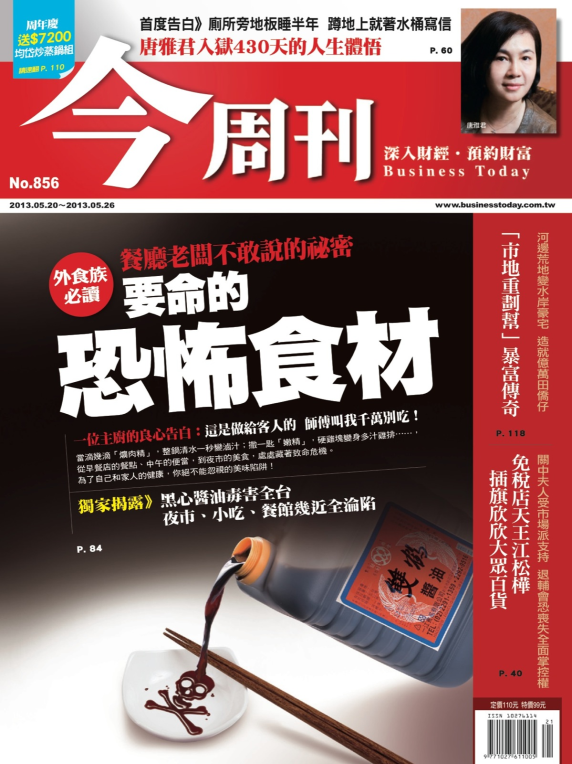 周年慶
送$7200
均岱炒蒸鍋組
請詳閱 P. 110
首度告白》廁所旁地板睡半年 蹲地上就著水桶寫信
唐雅君入獄430天的人生體悟
P. 60
唐雅君
今周刊
深入財經・預約財富
Business Today
No.856
2013.05.20～2013.05.26
www.businesstoday.com.tw
外食族
必讀
餐廳老闆不敢說的祕密
要命的
恐怖食材
一位主廚的良心告白：這是做給客人的 師傅叫我千萬別吃！
當滴幾滴「燉肉精」，整鍋清水一秒變滷汁；撒一匙「嫩精」，硬雞塊變身多汁雞排……，
從早餐店的餐點、中午的便當，到夜市的美食，處處藏著致命危機。
為了自己和家人的健康，你絕不能忽視的美味陷阱！
獨家揭露》黑心醬油毒害全台
夜市、小吃、餐館幾近全淪陷
P. 84
河邊荒地變水岸豪宅 造就億萬田僑仔
「市地重劃幫」暴富傳奇
P. 118
關中夫人受市場派支持 退輔會恐喪失全面掌控權
免稅店天王江松樺
插旗欣欣大眾百貨
P. 40
醬油
定價110元 特價99元
ISSN 10276114
21
9 771027 611005